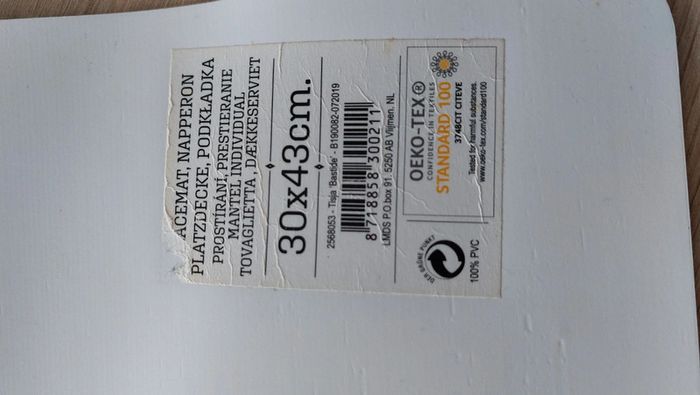 ACEMAT, NAPPERON
PLATZDECKE, PODKŁADKA
PROSTÍRÁNÍ, PRESTIERANIE
MANTEL INDIVIDUAL
TOVAGLIETTA, DÆKKESERVIET
30x43cm.
2568053 - Tisja 'Bastide' - B190082-072019
8 718858 300211
LMDS P.O.box 91. 5250 AB Vlijmen. NL
OEKO-TEX®
CONFIDENCE IN TEXTILES
STANDARD 100
3748CIT CITEVE
Tested for harmful substances.
www.oeko-tex.com/standard100
DER GRÜNE PUNKT
100% PVC